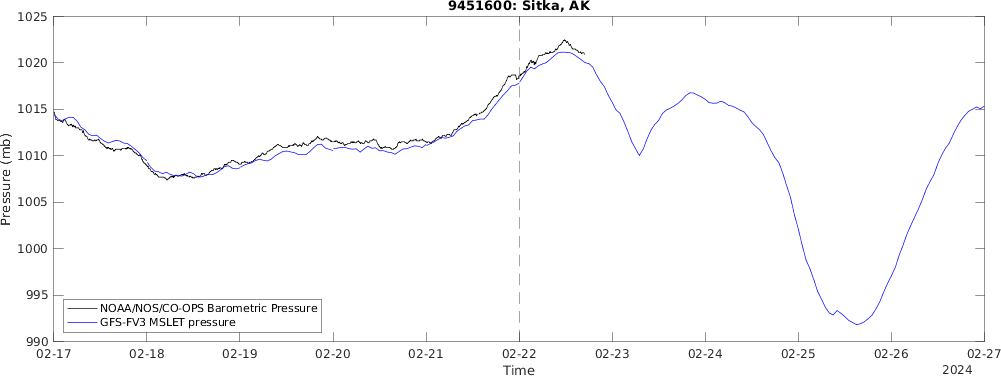 9451600: Sitka, AK
1025
1020
1015
1010
1005
1000
995
990
Pressure (mb)
NOAA/NOS/CO-OPS Barometric Pressure
GFS-FV3 MSLET pressure
02-17 02-18 02-19 02-20 02-21 02-22 02-23 02-24 02-25 02-26 02-27
Time
2024